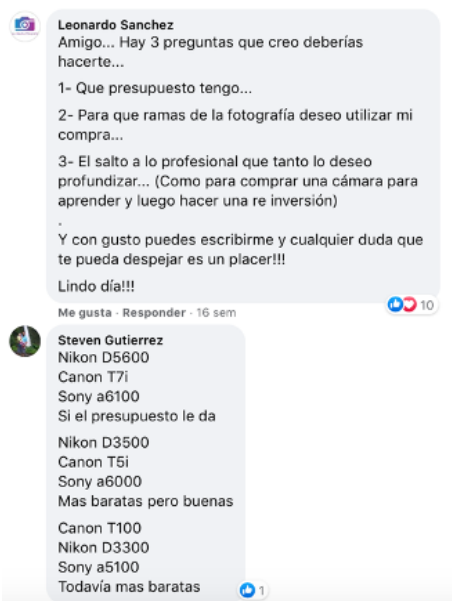 Leonardo Sanchez
Amigo... Hay 3 preguntas que creo deberías
hacerte...
1- Que presupuesto tengo...
2- Para que ramas de la fotografía deseo utilizar mi
compra...
3- El salto a lo profesional que tanto lo deseo
profundizar... (Como para comprar una cámara para
aprender y luego hacer una re inversión)
.
Y con gusto puedes escribirme y cualquier duda que
te pueda despejar es un placer!!!
Lindo día!!!
Me gusta · Responder · 16 sem
10
Steven Gutierrez
Nikon D5600
Canon T7i
Sony a6100
Si el presupuesto le da
Nikon D3500
Canon T5i
Sony a6000
Mas baratas pero buenas
Canon T100
Nikon D3300
Sony a5100
Todavía mas baratas
1